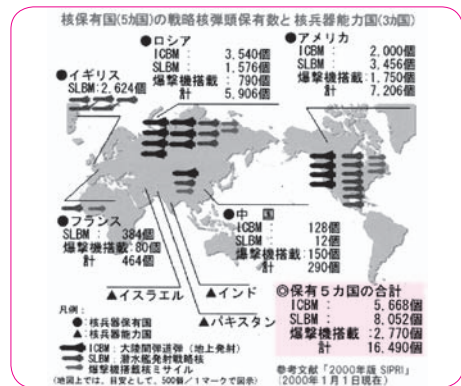 核保有国(5カ国)の戦略核弾頭保有数と核兵器能力国(3カ国)
●ロシア
ICBM : 3,540個
SLBM : 1,576個
爆撃機搭載 : 790個
計 5,906個
●アメリカ
ICBM : 2,000個
SLBM : 3,456個
爆撃機搭載 : 1,750個
計 7,206個
●イギリス
SLBM:2,624個
●フランス
SLBM : 384個
爆撃機搭載:80個
計 464個
●中 国
ICBM : 128個
SLBM : 12個
爆撃機搭載:150個
計 290個
▲イスラエル
▲インド
▲パキスタン
◎保有5カ国の合計
ICBM : 5,668個
SLBM : 8,052個
爆撃機搭載 :2,770個
計 16,490個
凡例:
●:核兵器保有国
▲:核兵器能力国
ICBM:大陸間弾道弾(地上発射)
SLBM:潜水艦発射戦略核
爆撃機搭載核ミサイル
(地図上では、目安として、500個/1マークで図示)
参考文献「2000年版 SIPRI」
(2000年1月1日現在)